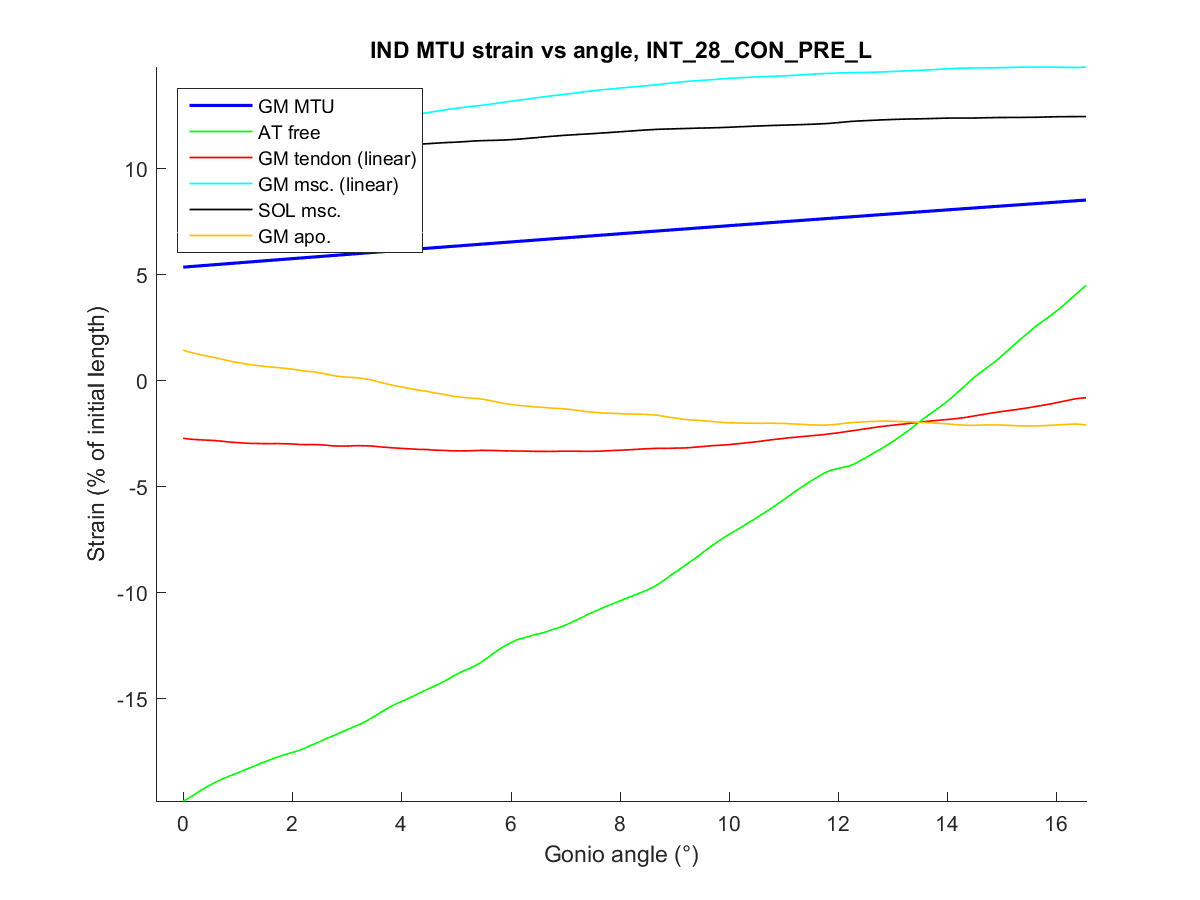 IND MTU strain vs angle, INT_28_CON_PRE_L
GM MTU
AT free
GM tendon (linear)
GM msc. (linear)
SOL msc.
GM apo.
Strain (% of initial length)
10
5
0
-5
-10
-15
0 2 4 6 8 10 12 14 16
Gonio angle (°)